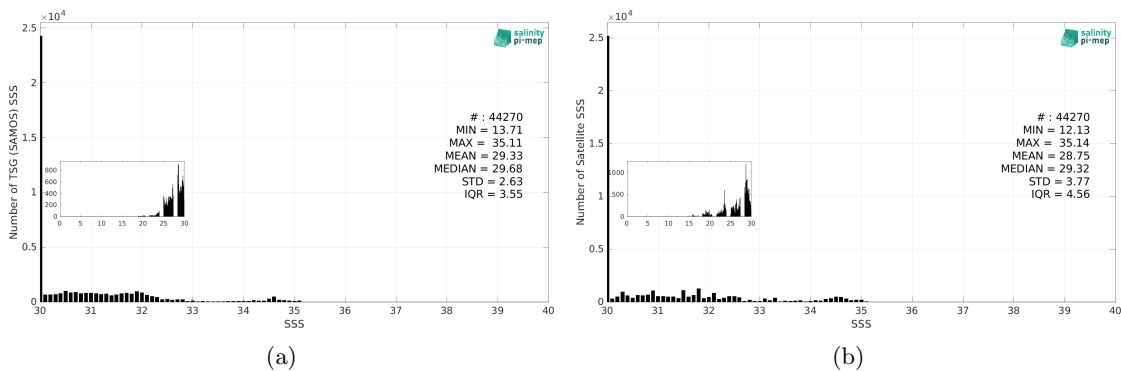 ×10⁴
2.5
2
1.5
1
0.5
0
Number of TSG (SAMOS) SSS
salinity
pi-mep
# : 44270
MIN = 13.71
MAX = 35.11
MEAN = 29.33
MEDIAN = 29.68
STD = 2.63
IQR = 3.55
800
600
400
200
0
0 5 10 15 20 25 30
30 31 32 33 34 35 36 37 38 39 40
SSS
(a)
×10⁴
2.5
2
1.5
1
0.5
0
Number of Satellite SSS
salinity
pi-mep
# : 44270
MIN = 12.13
MAX = 35.14
MEAN = 28.75
MEDIAN = 29.32
STD = 3.77
IQR = 4.56
1000
500
0
0 5 10 15 20 25 30
30 31 32 33 34 35 36 37 38 39 40
SSS
(b)